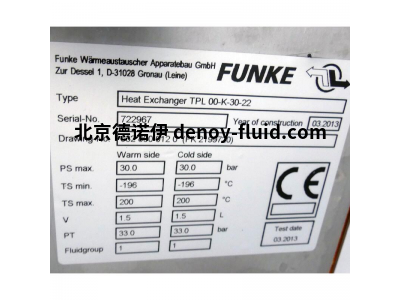 Funke Wärmeaustauscher Apparatebau GmbH
Zur Dessel 1, D-31028 Gronau (Leine)
FUNKE
Type Heat Exchanger TPL 00-K-30-22
Serial-No. 722967 Year of construction 03.2013
北京德诺伊 denoy-fluid.com
Drawing no.
Warm side Cold side
PS max. 30.0 30.0 bar
TS min. -196 -196 °C
TS max. 200 200 °C
V 1.5 1.5 L
PT 33.0 33.0 bar
Fluidgroup 1 1
CE
Test date
03.2013